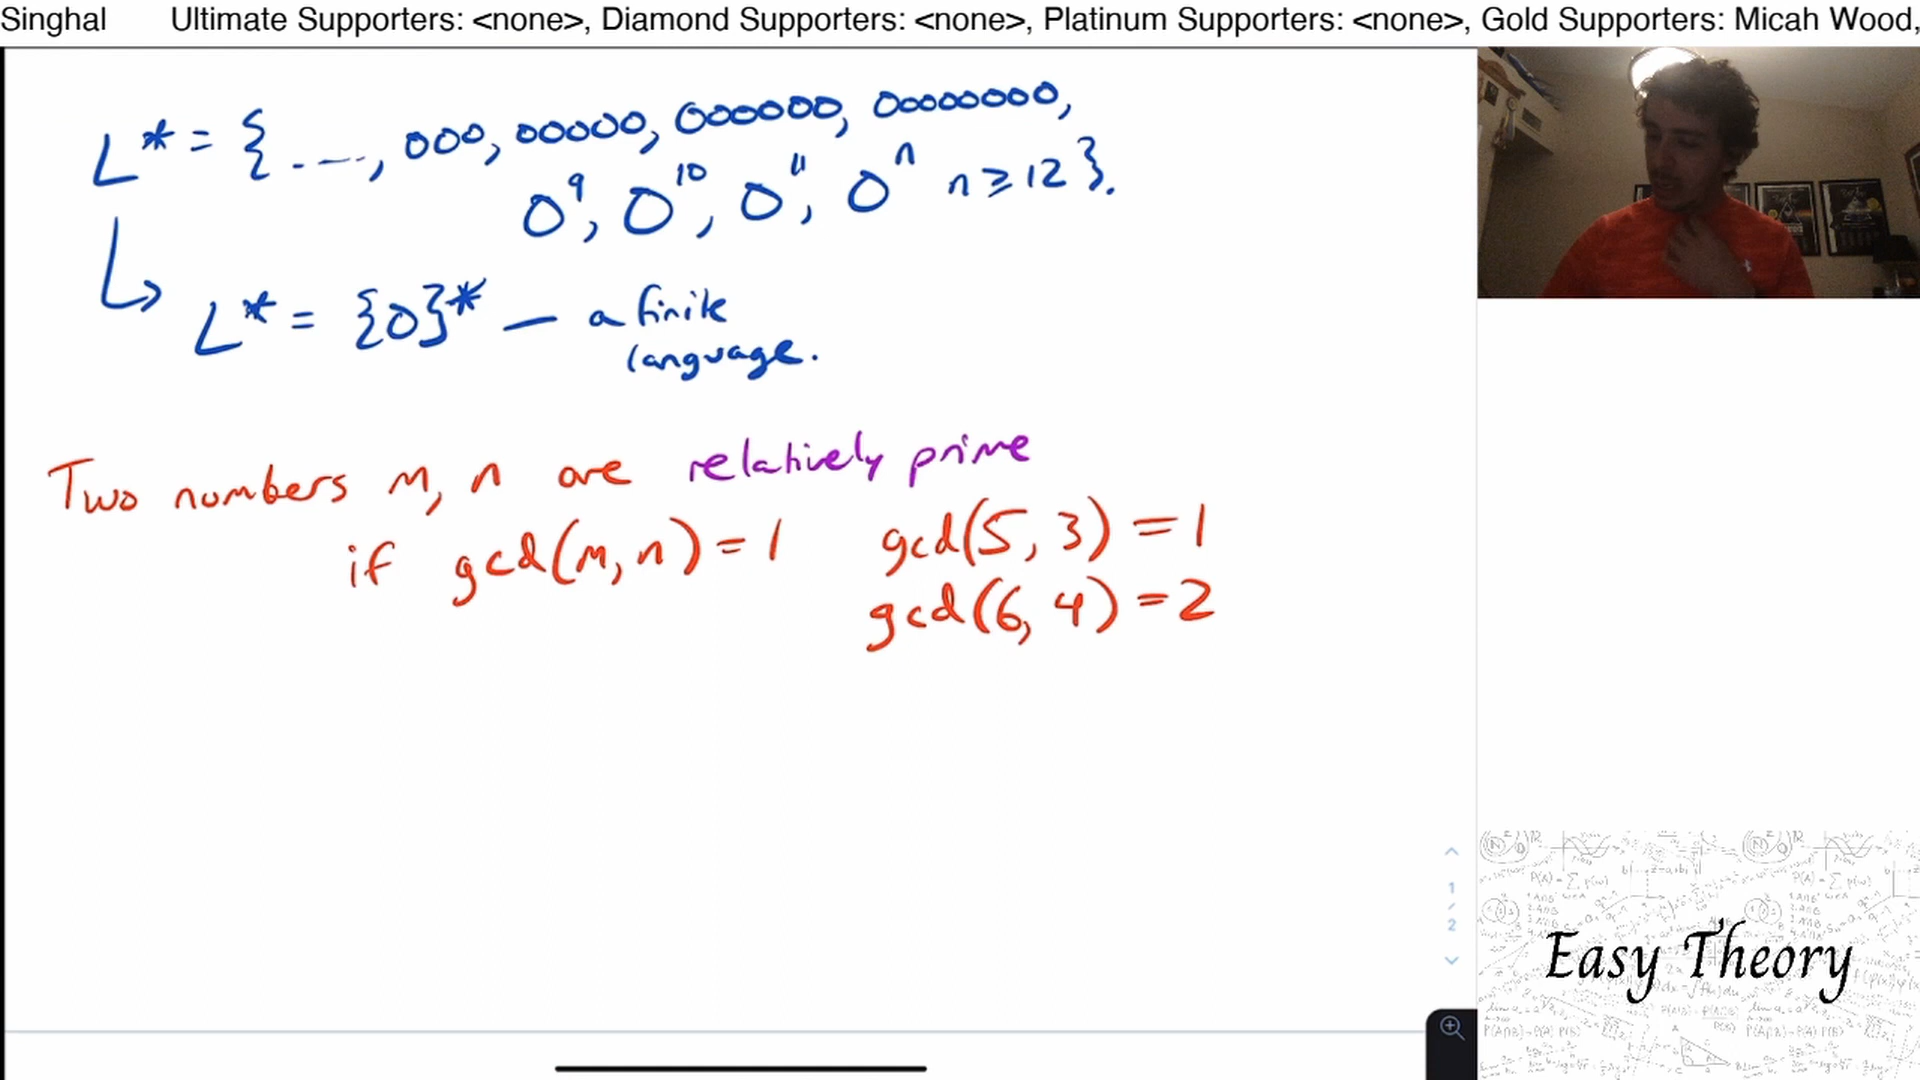 Singhal Ultimate Supporters: <none>, Diamond Supporters: <none>, Platinum Supporters: <none>, Gold Supporters: Micah Wood,
L* = {..., 000, 00000, 000000, 00000000,
0⁹, 0¹⁰, 0¹¹, 0ⁿ n ≥ 12}.
L* = {0}* — a finite
language.
Two numbers m, n are relatively prime
if gcd(m, n) = 1 gcd(5, 3) = 1
gcd(6, 4) = 2
1
2
Easy Theory